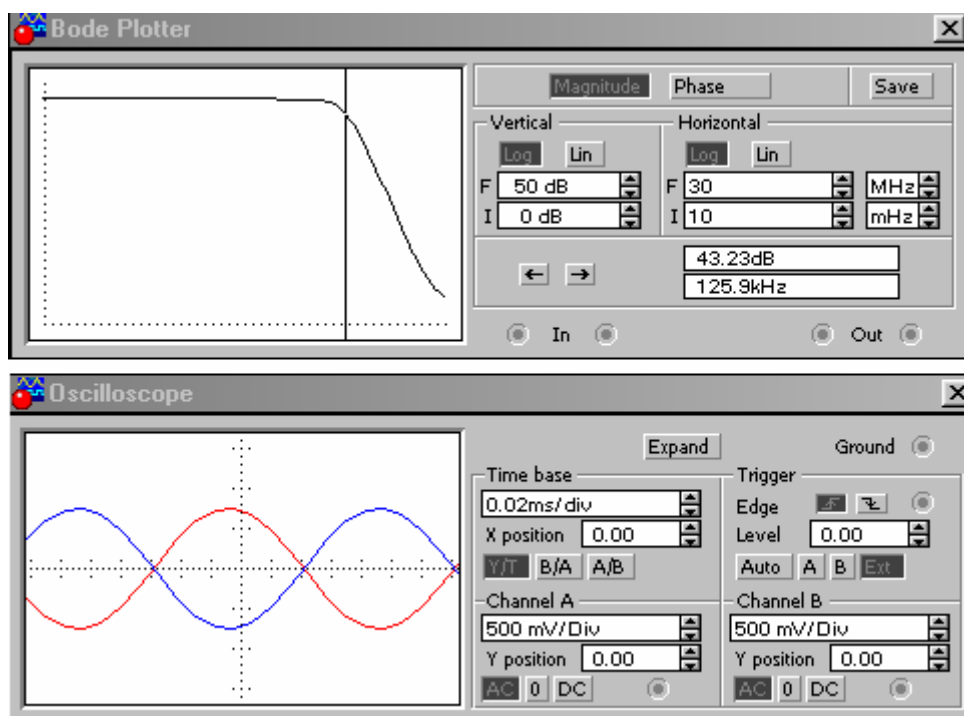 Bode Plotter
Magnitude Phase Save
Vertical Horizontal
Log Lin Log Lin
F 50 dB F 30 MHz
I 0 dB I 10 mHz
← → 43.23dB
125.9kHz
In Out
Oscilloscope
Expand Ground
Time base Trigger
0.02ms/div Edge
X position 0.00 Level 0.00
Y/T B/A A/B Auto A B Ext
Channel A Channel B
500 mV/Div 500 mV/Div
Y position 0.00 Y position 0.00
AC 0 DC AC 0 DC